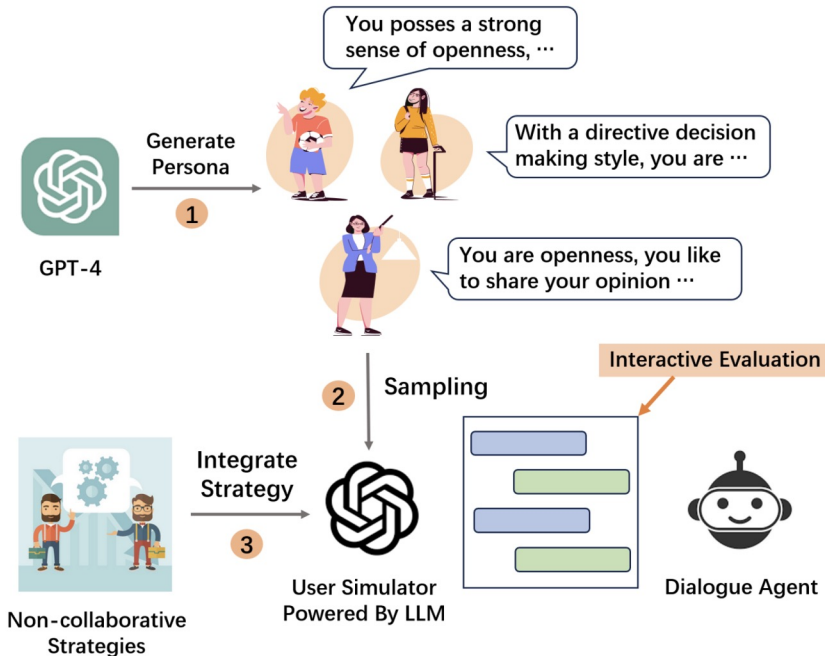 You posses a strong
sense of openness, ···
Generate
Persona
1
GPT-4
With a directive decision
making style, you are ···
You are openness, you like
to share your opinion ···
2
Sampling
Interactive Evaluation
Integrate
Strategy
3
Non-collaborative
Strategies
User Simulator
Powered By LLM
Dialogue Agent